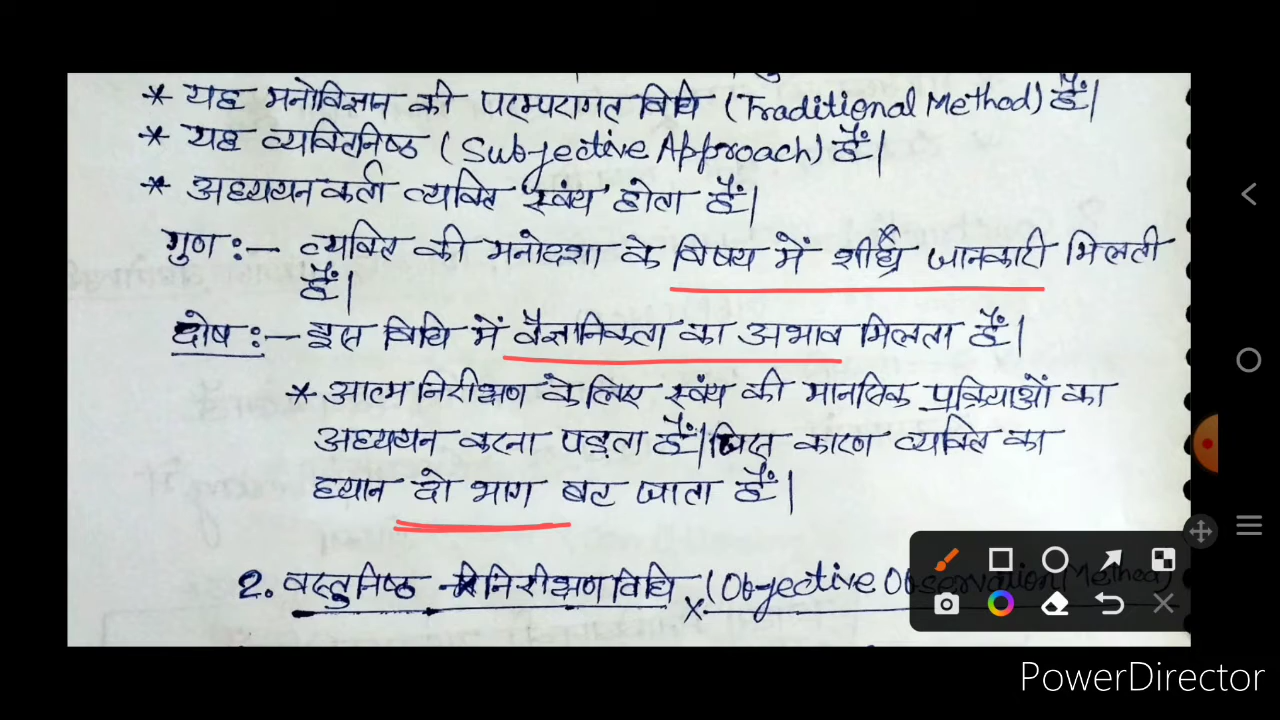 * यह मनोविज्ञान की परम्परागत विधि (Traditional Method) हैं|
* यह व्यक्तिनिष्ठ (Subjective Approach) हैं|
* अध्ययनकर्ता व्यक्ति स्वंय होता हैं|
गुण :- व्यक्ति की मनोदशा के विषय में शीघ्र जानकारी मिलती
हैं|
दोष :- इस विधि में वैज्ञानिकता का अभाव मिलता हैं|
* आत्म निरीक्षण के लिए स्वंय की मानसिक प्रक्रियाओं का
अध्ययन करना पड़ता हैं| जिस कारण व्यक्ति का
ध्यान दो भाग बट जाता हैं|
2. वस्तुनिष्ठ निरीक्षण विधि (Objective Observation Method)
PowerDirector